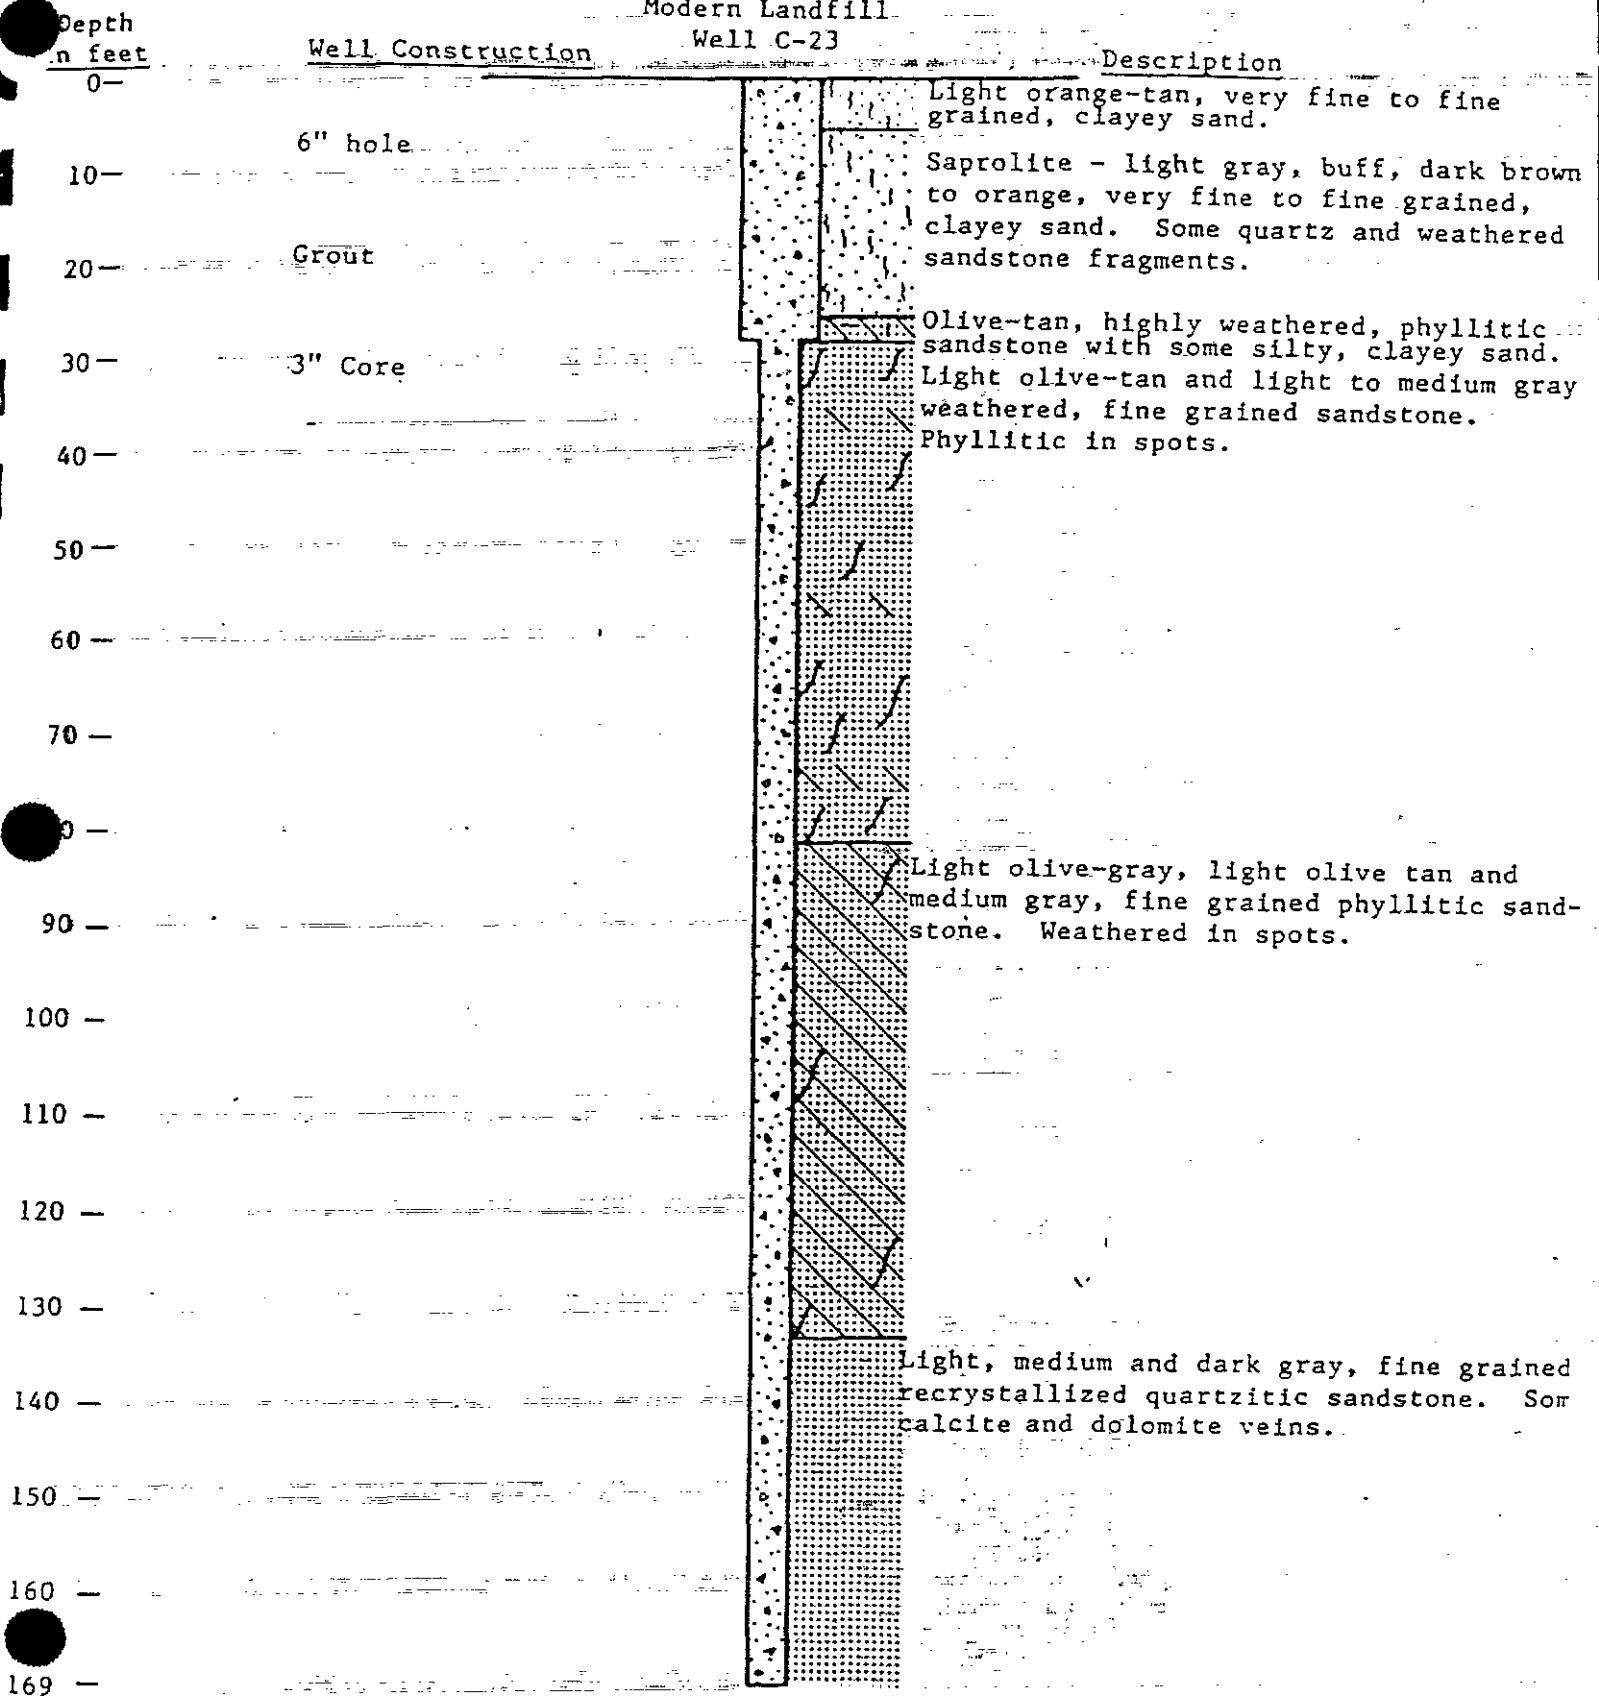 Modern Landfill
Well C-23
Depth
n feet
Well Construction
Description
0—
Light orange-tan, very fine to fine
grained, clayey sand.
6" hole
10—
Saprolite - light gray, buff, dark brown
to orange, very fine to fine grained,
clayey sand. Some quartz and weathered
sandstone fragments.
Grout
20—
Olive-tan, highly weathered, phyllitic
sandstone with some silty, clayey sand.
30—
3" Core
Light olive-tan and light to medium gray
weathered, fine grained sandstone.
Phyllitic in spots.
40—
50—
60—
70—
0—
Light olive-gray, light olive tan and
medium gray, fine grained phyllitic sand-
stone. Weathered in spots.
90—
100—
110—
120—
130—
Light, medium and dark gray, fine grained
recrystallized quartzitic sandstone. Som
calcite and dolomite veins.
140—
150—
160—
169—